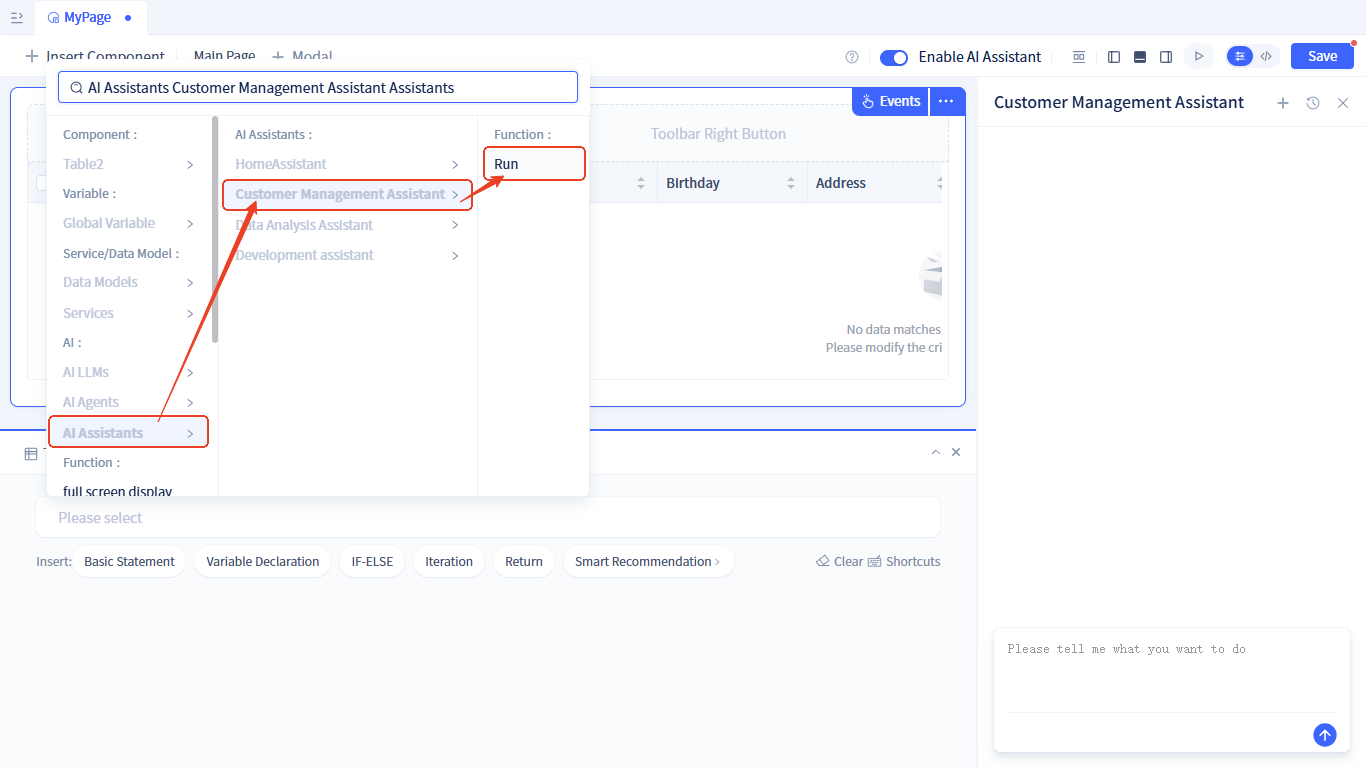 MyPage
Insert Component
Main Page
Modal
Enable AI Assistant
Save
AI Assistants Customer Management Assistant Assistants
Events
Customer Management Assistant
Component :
AI Assistants :
Function :
Toolbar Right Button
Table2
HomeAssistant
Run
Birthday
Address
Variable :
Customer Management Assistant
Global Variable
Data Analysis Assistant
Service/Data Model :
Development assistant
Data Models
Services
No data matches
AI :
Please modify the cri
AI LLMs
AI Agents
AI Assistants
Function :
full screen display
Please select
Insert:
Basic Statement
Variable Declaration
IF-ELSE
Iteration
Return
Smart Recommendation
Clear
Shortcuts
Please tell me what you want to do